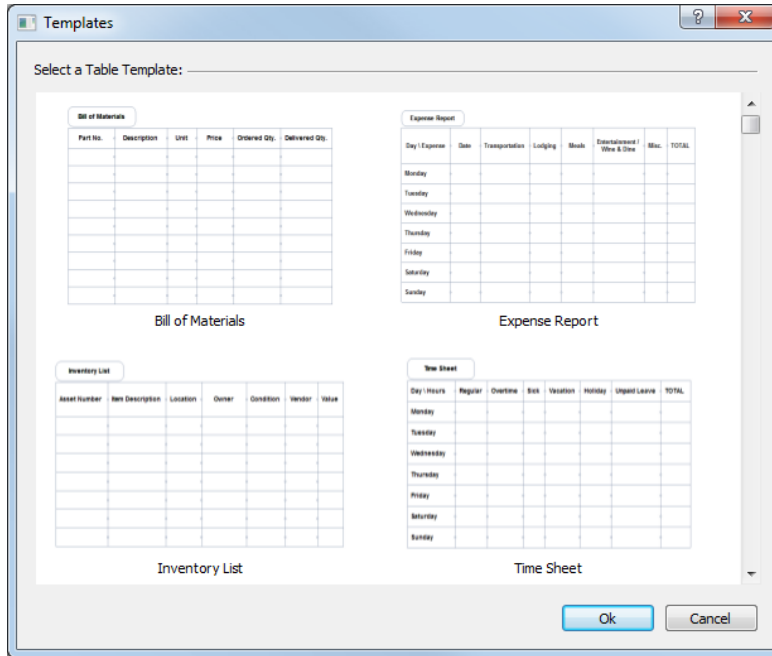 Templates
Select a Table Template:
Bill of Materials
Part No. Description Unit Price Ordered Qty. Delivered Qty.
Bill of Materials
Expense Report
Day \ Expense Date Transportation Lodging Meals Entertainment / Wine & Dine Misc. TOTAL
Monday
Tuesday
Wednesday
Thursday
Friday
Saturday
Sunday
Expense Report
Inventory List
Asset Number Item Description Location Owner Condition Vendor Value
Inventory List
Time Sheet
Day \ Hours Regular Overtime Sick Vacation Holiday Unpaid Leave TOTAL
Monday
Tuesday
Wednesday
Thursday
Friday
Saturday
Sunday
Time Sheet
Ok Cancel